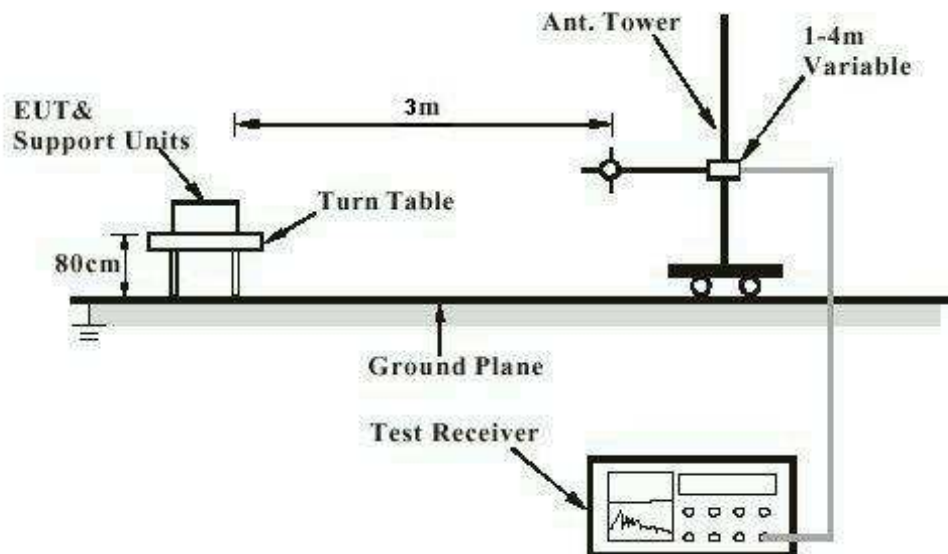 Ant. Tower
1-4m
Variable
EUT&
Support Units
3m
Turn Table
80cm
Ground Plane
Test Receiver